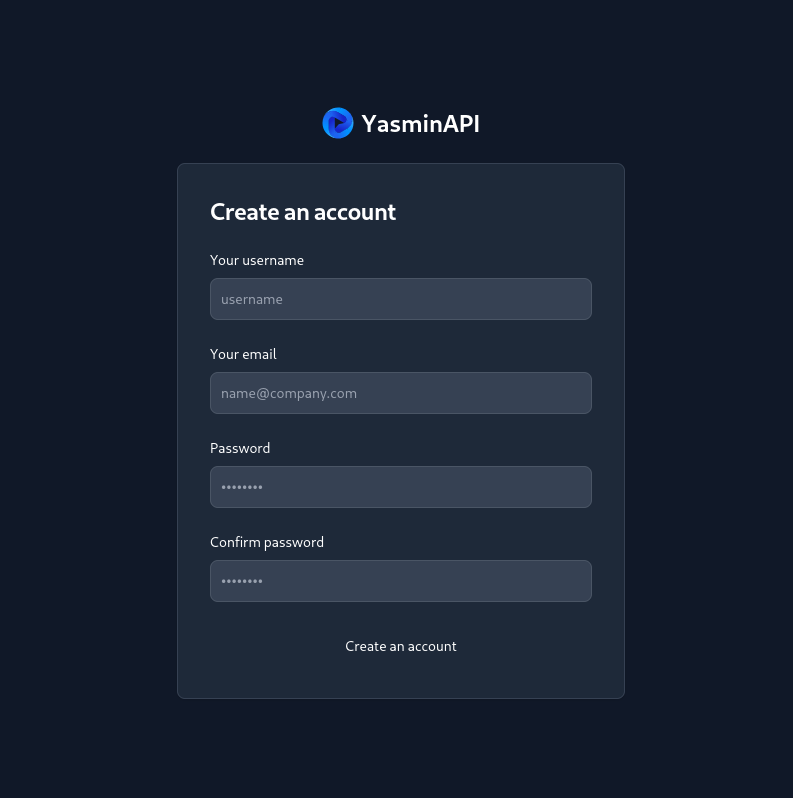 YasminAPI
Create an account
Your username
username
Your email
name@company.com
Password
••••••••
Confirm password
••••••••
Create an account